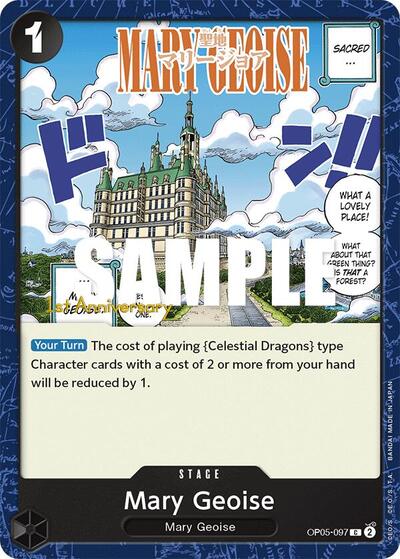 1
MARY GEOISE
聖地
マリージョア
SACRED
...
ドン!!
WHAT A
LOVELY
PLACE!
WHAT
ABOUT THAT
GREEN THING?
IS THAT A
FOREST?
SAMPLE
1st Anniversary
Your Turn The cost of playing {Celestial Dragons} type
Character cards with a cost of 2 or more from your hand
will be reduced by 1.
STAGE
Mary Geoise
Mary Geoise
OP05-097 C 2
BANDAI MADE IN JAPAN